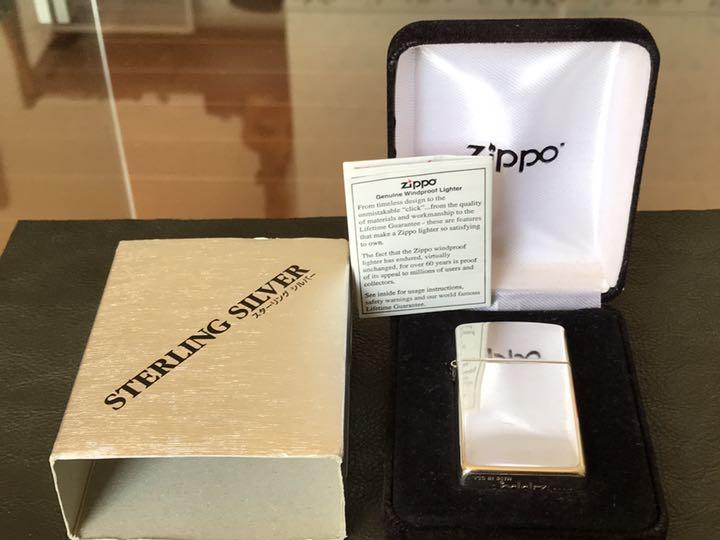 zippo
zippo
Genuine Windproof Lighter
From timeless design to the
unmistakable "click"...from the quality
of materials and workmanship to the
Lifetime Guarantee - these are features
that make a Zippo lighter so satisfying
to own.
The fact that the Zippo windproof
lighter has endured, virtually
unchanged, for over 60 years is proof
of its appeal to millions of users and
collectors.
See inside for usage instructions,
safety warnings and our world famous
Lifetime Guarantee.
STERLING SILVER
スターリング シルバー